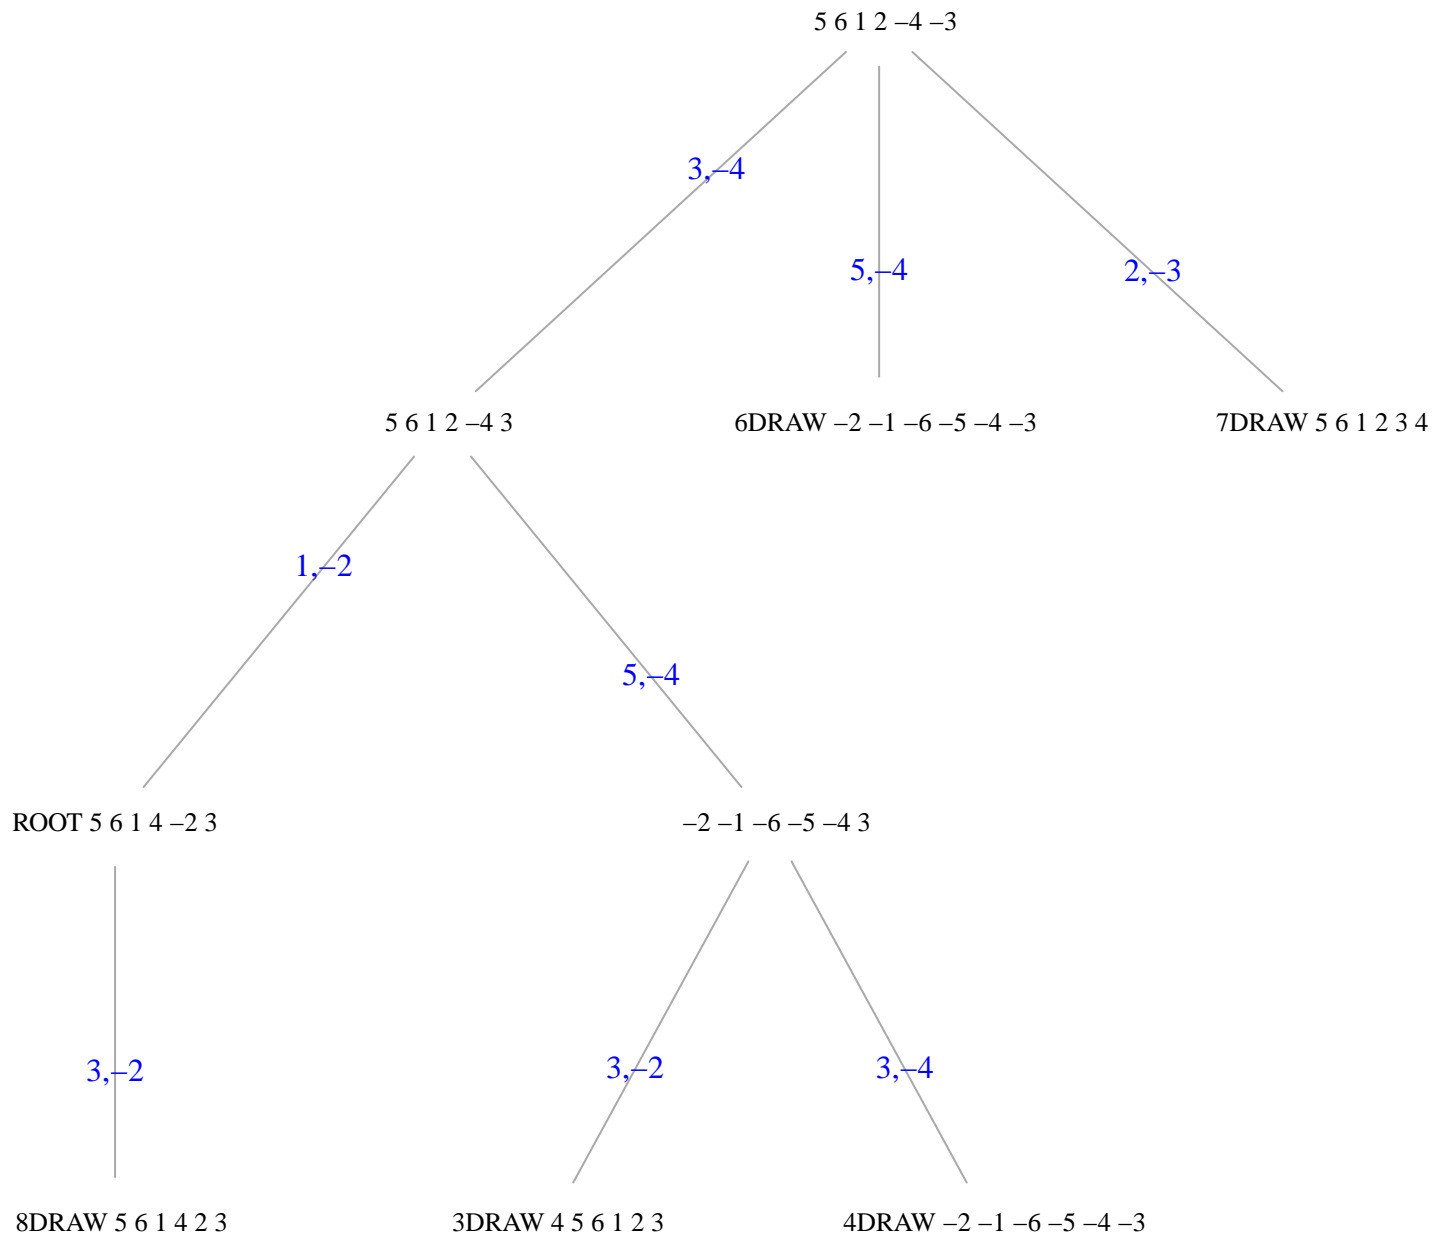 5 6 1 2 –4 –3
3,–4
5,–4
2,–3
5 6 1 2 –4 3
6DRAW –2 –1 –6 –5 –4 –3
7DRAW 5 6 1 2 3 4
1,–2
5,–4
ROOT 5 6 1 4 –2 3
–2 –1 –6 –5 –4 3
3,–2
3,–2
3,–4
8DRAW 5 6 1 4 2 3
3DRAW 4 5 6 1 2 3
4DRAW –2 –1 –6 –5 –4 –3